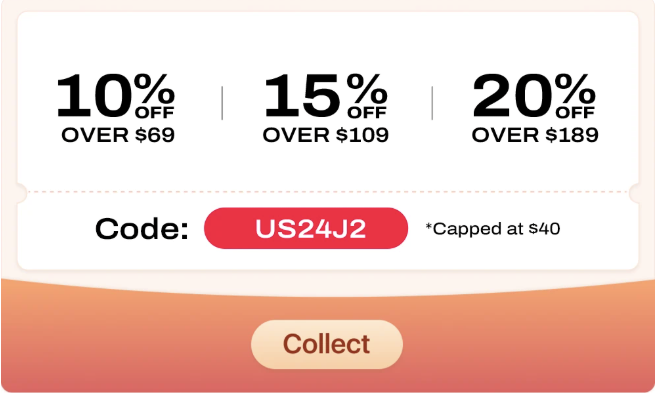 10% OFF
OVER $69
15% OFF
OVER $109
20% OFF
OVER $189
Code: US24J2 *Capped at $40
Collect